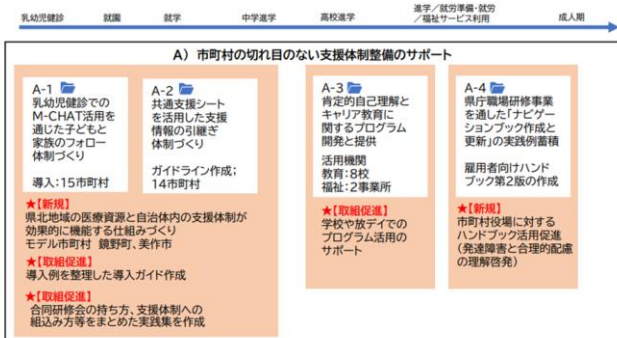 乳幼児健診 就園 就学 中学進学 高校進学 進学／就労準備・就労
／福祉サービス利用 成人期
A）市町村の切れ目のない支援体制整備のサポート
A-1
乳幼児健診での
M-CHAT活用を
通じた子どもと
家族のフォロー
体制づくり
導入：15市町村
A-2
共通支援シート
を活用した支援
情報の引継ぎ
体制づくり
ガイドライン作成；
14市町村
★【新規】
県北地域の医療資源と自治体内の支援体制が
効果的に機能する仕組みづくり
モデル市町村 鏡野町、美作市
★【取組促進】
導入例を整理した導入ガイド作成
★【取組促進】
合同研修会の持ち方、支援体制への
組込み方等をまとめた実践集を作成
A-3
肯定的自己理解と
キャリア教育に
関するプログラム
開発と提供
活用機関
教育：8校
福祉：2事業所
★【取組促進】
学校や放デイでの
プログラム活用の
サポート
A-4
県庁職場研修事業
を通した「ナビゲー
ションブック作成と
更新」の実践例蓄積
雇用者向けハンド
ブック第2版の作成
★【新規】
市町村役場に対する
ハンドブック活用促進
（発達障害と合理的配慮
の理解啓発）